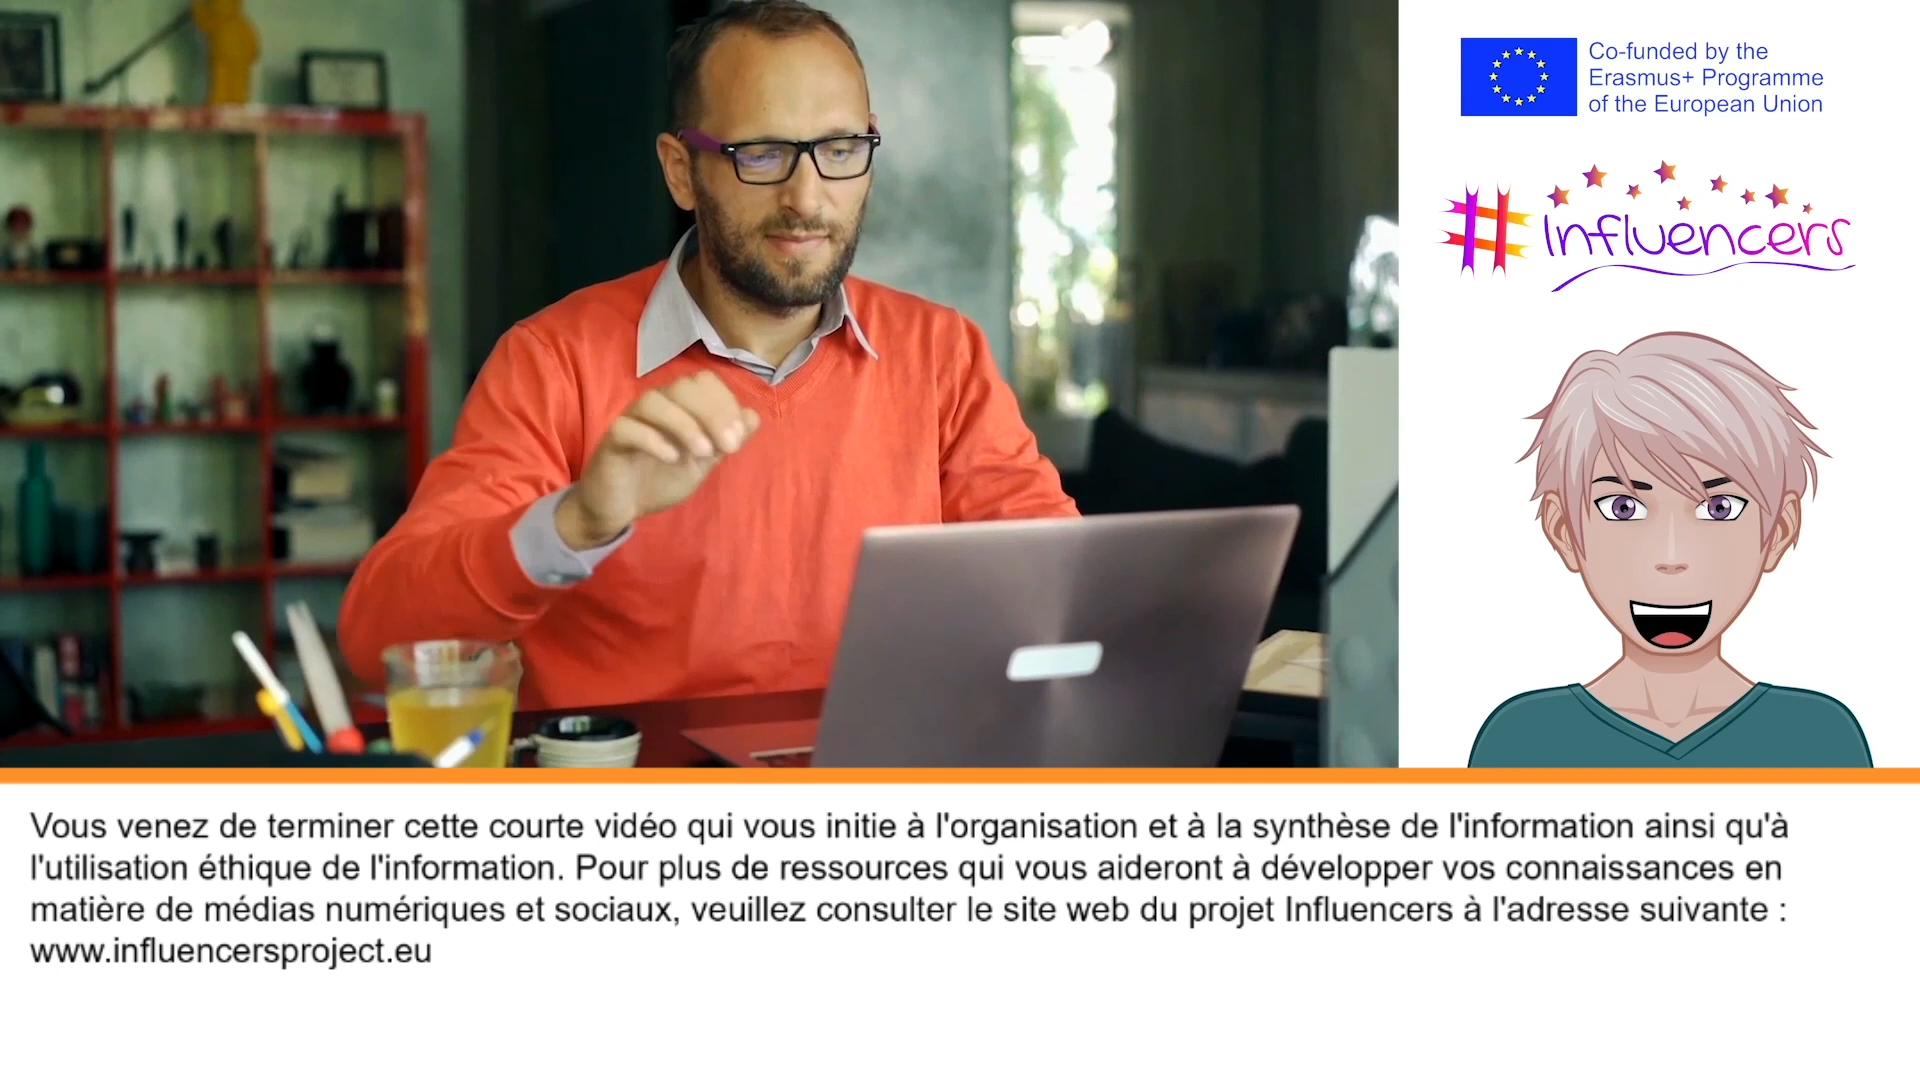 Co-funded by the
Erasmus+ Programme
of the European Union
#Influencers
Vous venez de terminer cette courte vidéo qui vous initie à l'organisation et à la synthèse de l'information ainsi qu'à
l'utilisation éthique de l'information. Pour plus de ressources qui vous aideront à développer vos connaissances en
matière de médias numériques et sociaux, veuillez consulter le site web du projet Influencers à l'adresse suivante :
www.influencersproject.eu